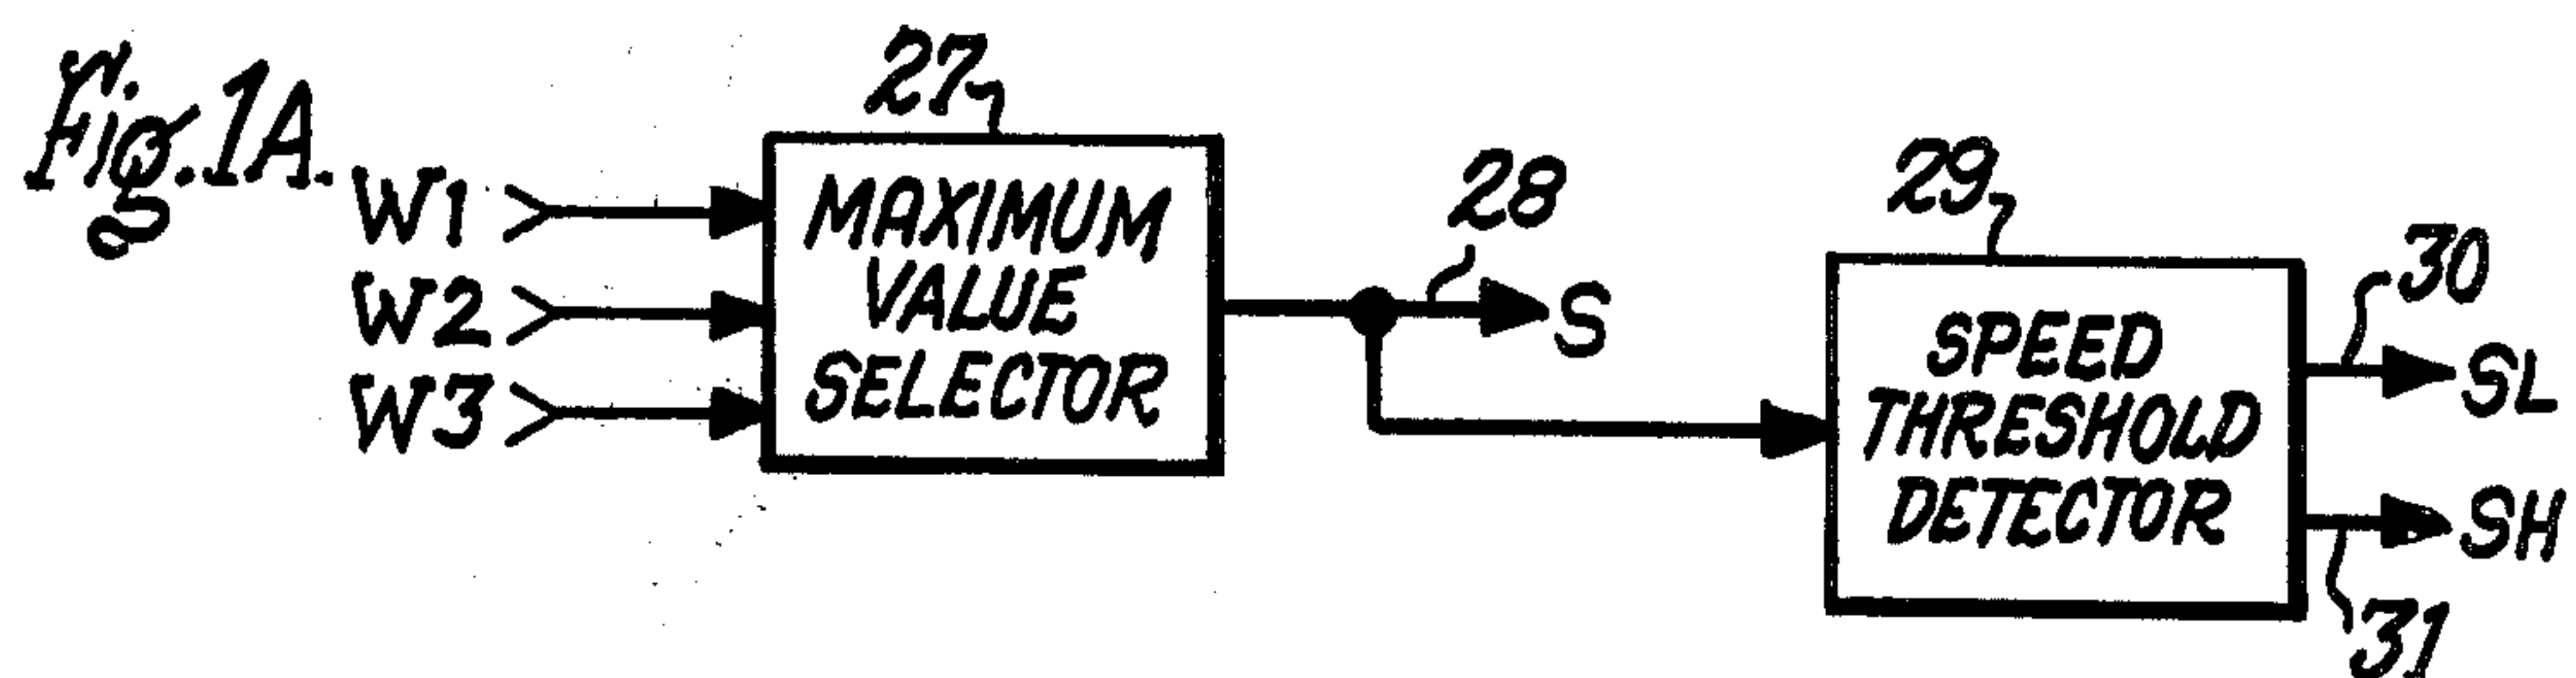 Fig. 1A.
27
W1
W2
W3
MAXIMUM
VALUE
SELECTOR
28
S
29
SPEED
THRESHOLD
DETECTOR
30
SL
SH
31